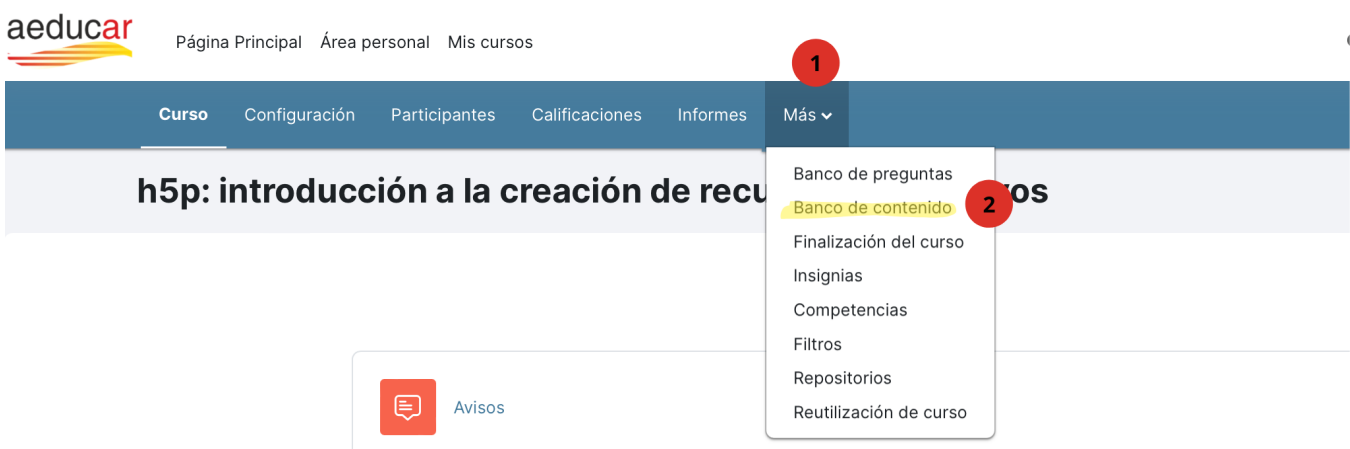 aeducar
Página Principal Área personal Mis cursos
1
Curso Configuración Participantes Calificaciones Informes Más
Banco de preguntas
h5p: introducción a la creación de recu vos
Banco de contenido 2
Finalización del curso
Insignias
Competencias
Filtros
Repositorios
Avisos
Reutilización de curso